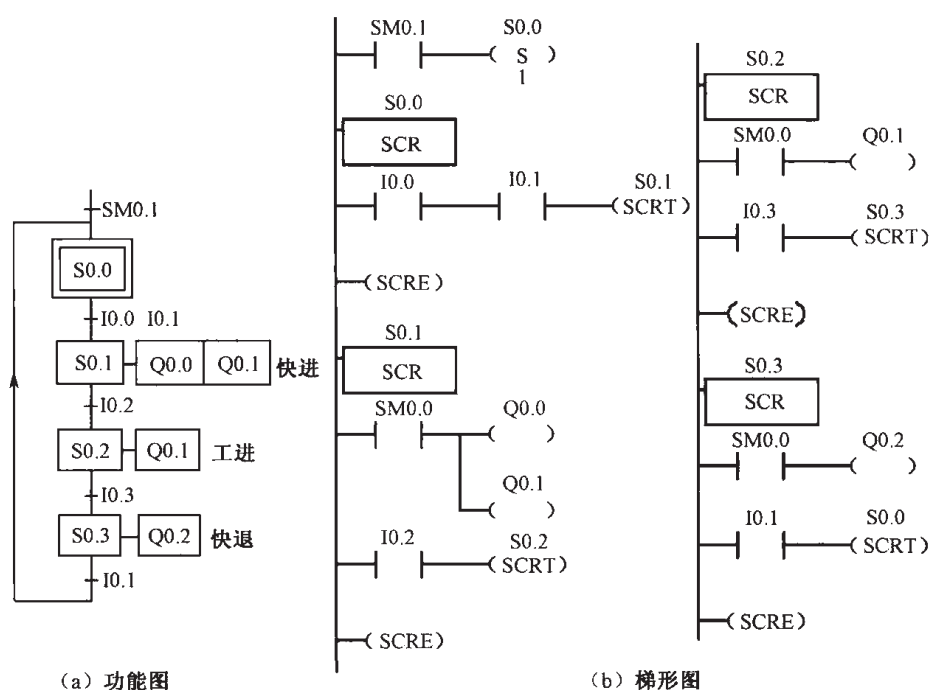 SM0.1
S0.0
I0.0 I0.1
S0.1 Q0.0 Q0.1 快进
I0.2
S0.2 Q0.1 工进
I0.3
S0.3 Q0.2 快退
I0.1
(a) 功能图
SM0.1 S0.0
( S )
1
S0.0
SCR
I0.0 I0.1 S0.1
(SCRT)
(SCRE)
S0.1
SCR
SM0.0 Q0.0
( )
Q0.1
( )
I0.2 S0.2
(SCRT)
(SCRE)
S0.2
SCR
SM0.0 Q0.1
( )
I0.3 S0.3
(SCRT)
(SCRE)
S0.3
SCR
SM0.0 Q0.2
( )
I0.1 S0.0
(SCRT)
(SCRE)
(b) 梯形图